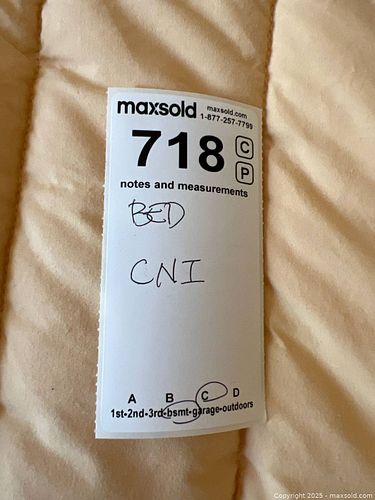 maxsold maxsold.com
1-877-257-7799
718 C
P
notes and measurements
BED
CNI
A B C D
1st-2nd-3rd-bsmt-garage-outdoors
Copyright 2025 - maxsold.com